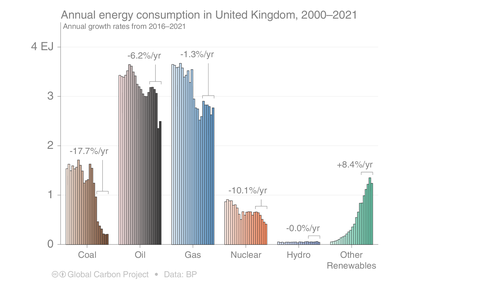 Annual energy consumption in United Kingdom, 2000–2021
Annual growth rates from 2016–2021
4 EJ
3
2
1
0
-17.7%/yr
-6.2%/yr
-1.3%/yr
-10.1%/yr
-0.0%/yr
+8.4%/yr
Coal
Oil
Gas
Nuclear
Hydro
Other
Renewables
Global Carbon Project • Data: BP